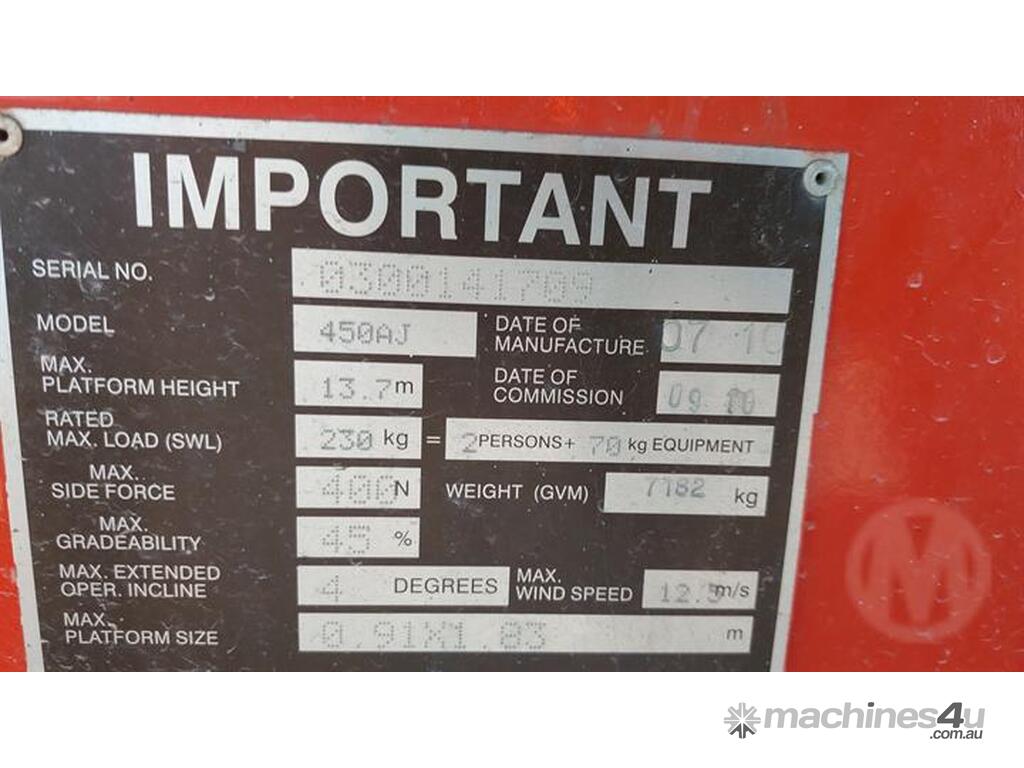 IMPORTANT
SERIAL NO. 0300141709
MODEL 450AJ DATE OF MANUFACTURE 07 10
MAX. PLATFORM HEIGHT 13.7 m DATE OF COMMISSION 09 10
RATED MAX. LOAD (SWL) 230 kg = 2 PERSONS + 70 kg EQUIPMENT
MAX. SIDE FORCE 400 N WEIGHT (GVM) 7182 kg
MAX. GRADEABILITY 45 %
MAX. EXTENDED OPER. INCLINE 4 DEGREES MAX. WIND SPEED 12.5 m/s
MAX. PLATFORM SIZE 0.91X1.83 m
M
machines4u
.com.au